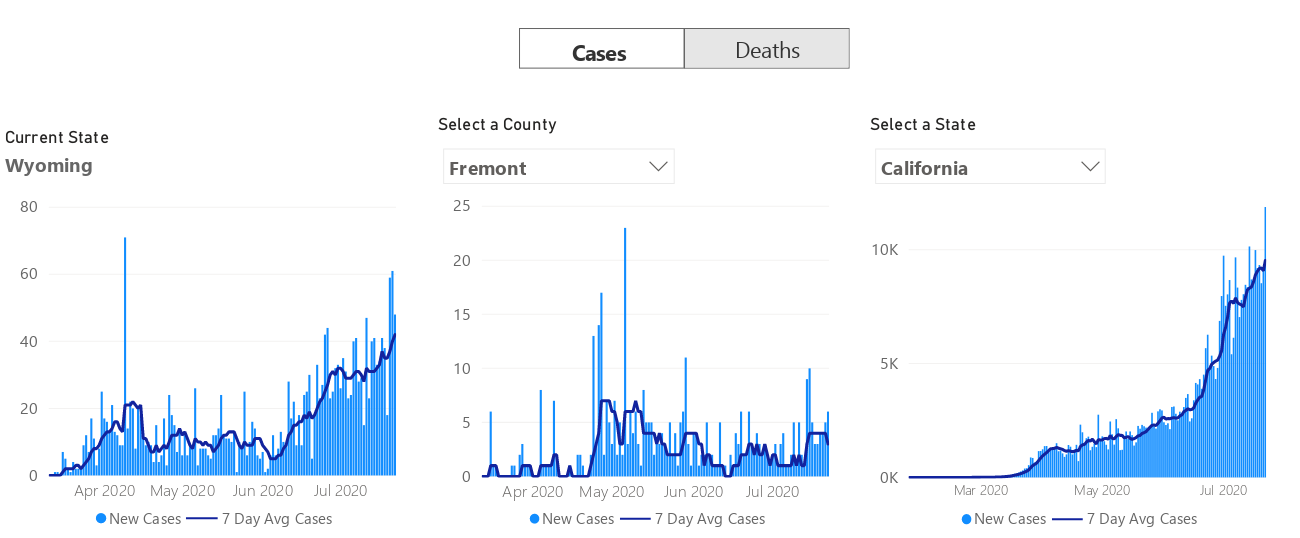 Cases Deaths
Current State
Wyoming
80
60
40
20
0
Apr 2020 May 2020 Jun 2020 Jul 2020
New Cases 7 Day Avg Cases
Select a County
Fremont
25
20
15
10
5
0
Apr 2020 May 2020 Jun 2020 Jul 2020
New Cases 7 Day Avg Cases
Select a State
California
10K
5K
0K
Mar 2020 May 2020 Jul 2020
New Cases 7 Day Avg Cases